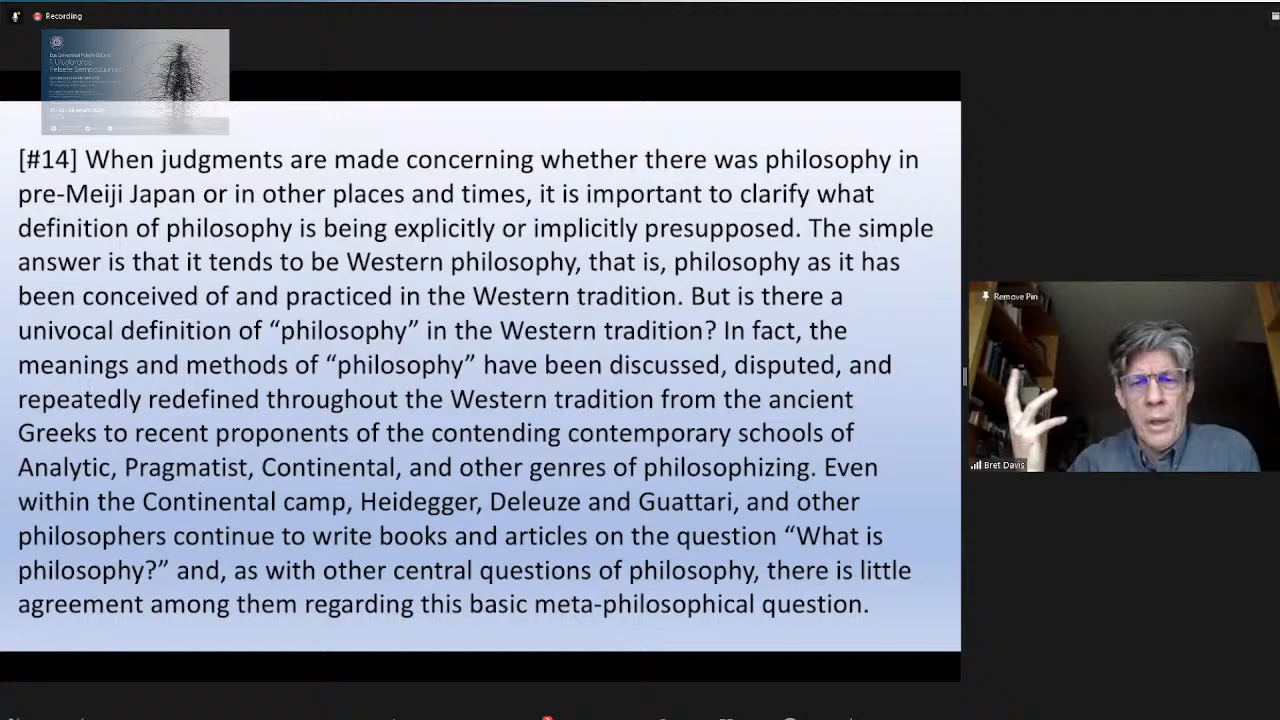 Recording
Ege Üniversitesi Felsefe Bölümü
Felsefe Sempozyumu
[#14] When judgments are made concerning whether there was philosophy in
pre-Meiji Japan or in other places and times, it is important to clarify what
definition of philosophy is being explicitly or implicitly presupposed. The simple
answer is that it tends to be Western philosophy, that is, philosophy as it has
been conceived of and practiced in the Western tradition. But is there a
univocal definition of “philosophy” in the Western tradition? In fact, the
meanings and methods of “philosophy” have been discussed, disputed, and
repeatedly redefined throughout the Western tradition from the ancient
Greeks to recent proponents of the contending contemporary schools of
Analytic, Pragmatist, Continental, and other genres of philosophizing. Even
within the Continental camp, Heidegger, Deleuze and Guattari, and other
philosophers continue to write books and articles on the question “What is
philosophy?” and, as with other central questions of philosophy, there is little
agreement among them regarding this basic meta-philosophical question.
Remove Pin
Bret Davis